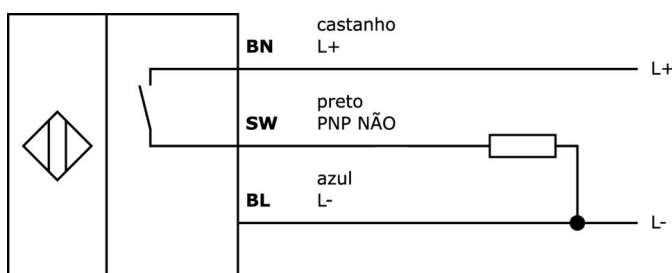 castanho
BN L+
L+
preto
SW PNP NÃO
azul
BL L-
L-